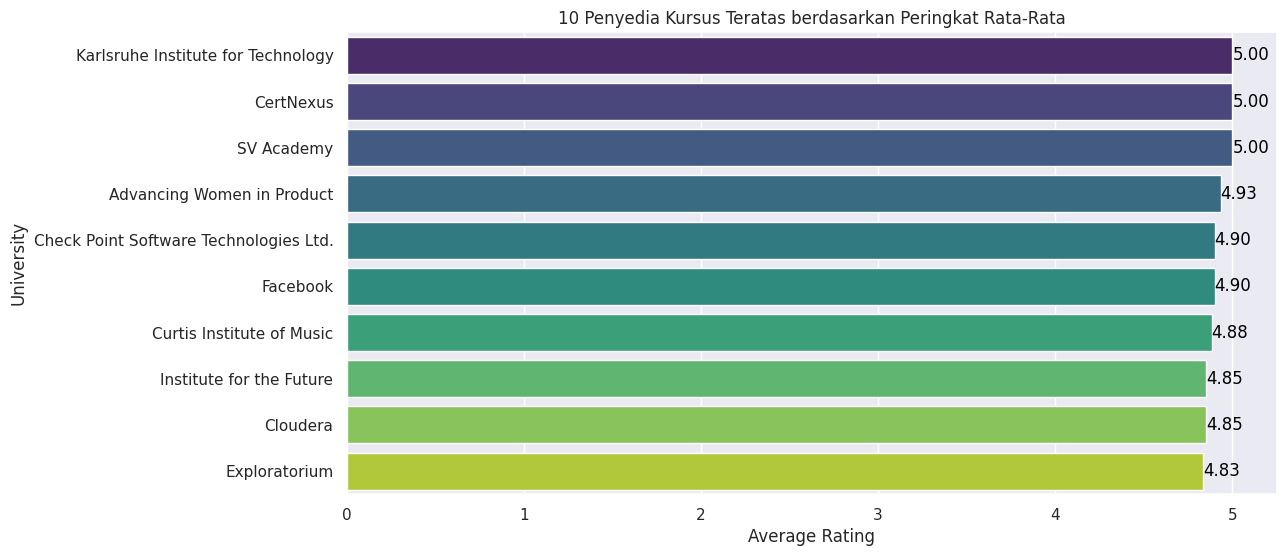 10 Penyedia Kursus Teratas berdasarkan Peringkat Rata-Rata
University
Karlsruhe Institute for Technology
5.00
CertNexus
5.00
SV Academy
5.00
Advancing Women in Product
4.93
Check Point Software Technologies Ltd.
4.90
Facebook
4.90
Curtis Institute of Music
4.88
Institute for the Future
4.85
Cloudera
4.85
Exploratorium
4.83
0 1 2 3 4 5
Average Rating